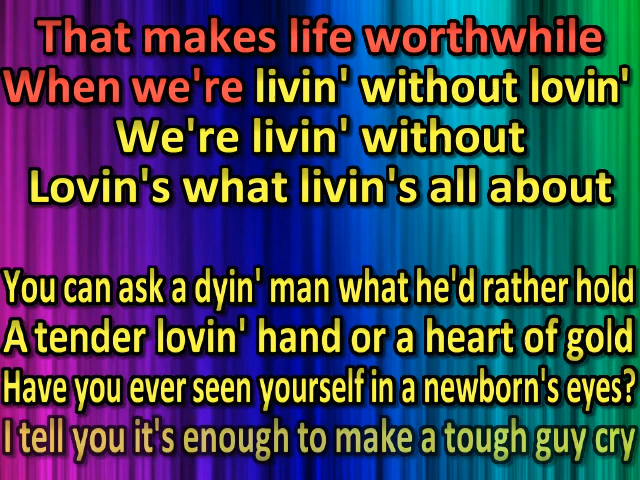 That makes life worthwhile
When we're livin' without lovin'
We're livin' without
Lovin's what livin's all about
You can ask a dyin' man what he'd rather hold
A tender lovin' hand or a heart of gold
Have you ever seen yourself in a newborn's eyes?
I tell you it's enough to make a tough guy cry